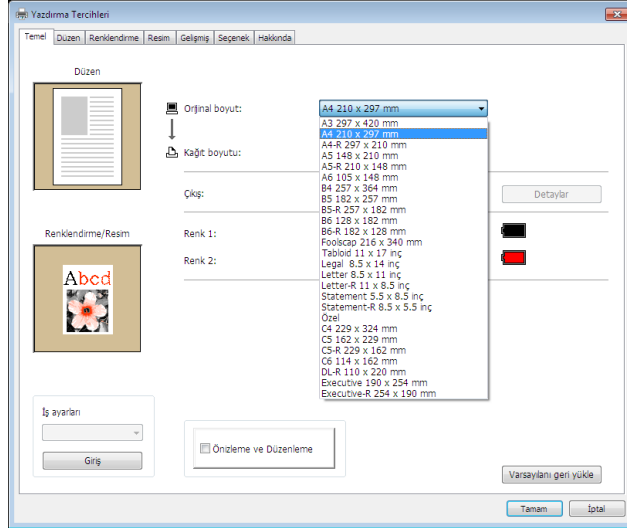 Yazdırma Tercihleri
Temel Düzen Renklendirme Resim Gelişmiş Seçenek Hakkında
Düzen
Orijinal boyut: A4 210 x 297 mm
A3 297 x 420 mm
A4 210 x 297 mm
A4-R 297 x 210 mm
Kağıt boyutu:
A5 148 x 210 mm
A5-R 210 x 148 mm
A6 105 x 148 mm
B4 257 x 364 mm
Çıkış:
Detaylar
B5 182 x 257 mm
B5-R 257 x 182 mm
B6 128 x 182 mm
Renklendirme/Resim
Renk 1:
B6-R 182 x 128 mm
Foolscap 216 x 340 mm
Tabloid 11 x 17 inç
Renk 2:
Legal 8.5 x 14 inç
Letter 8.5 x 11 inç
Abcd
Letter-R 11 x 8.5 inç
Statement 5.5 x 8.5 inç
Statement-R 8.5 x 5.5 inç
Özel
C4 229 x 324 mm
C5 162 x 229 mm
C5-R 229 x 162 mm
C6 114 x 162 mm
DL-R 110 x 220 mm
Executive 190 x 254 mm
Executive-R 254 x 190 mm
İş ayarları
Giriş
Önizleme ve Düzenleme
Varsayılanı geri yükle
Tamam İptal